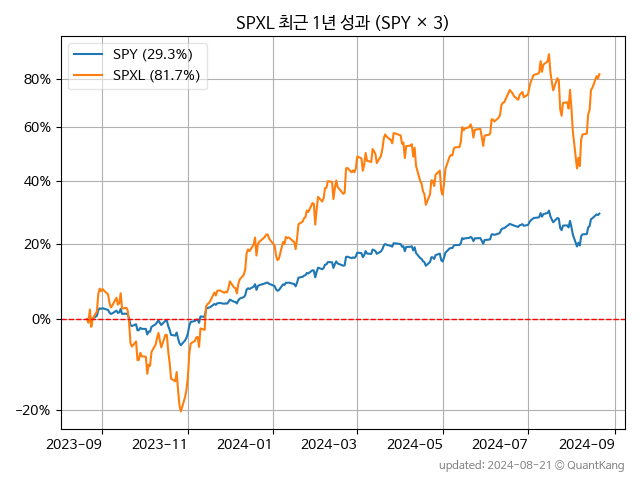 SPXL 최근 1년 성과 (SPY × 3)
SPY (29.3%)
SPXL (81.7%)
80%
60%
40%
20%
0%
−20%
2023−09 2023−11 2024−01 2024−03 2024−05 2024−07 2024−09
updated: 2024-08-21 © QuantKang